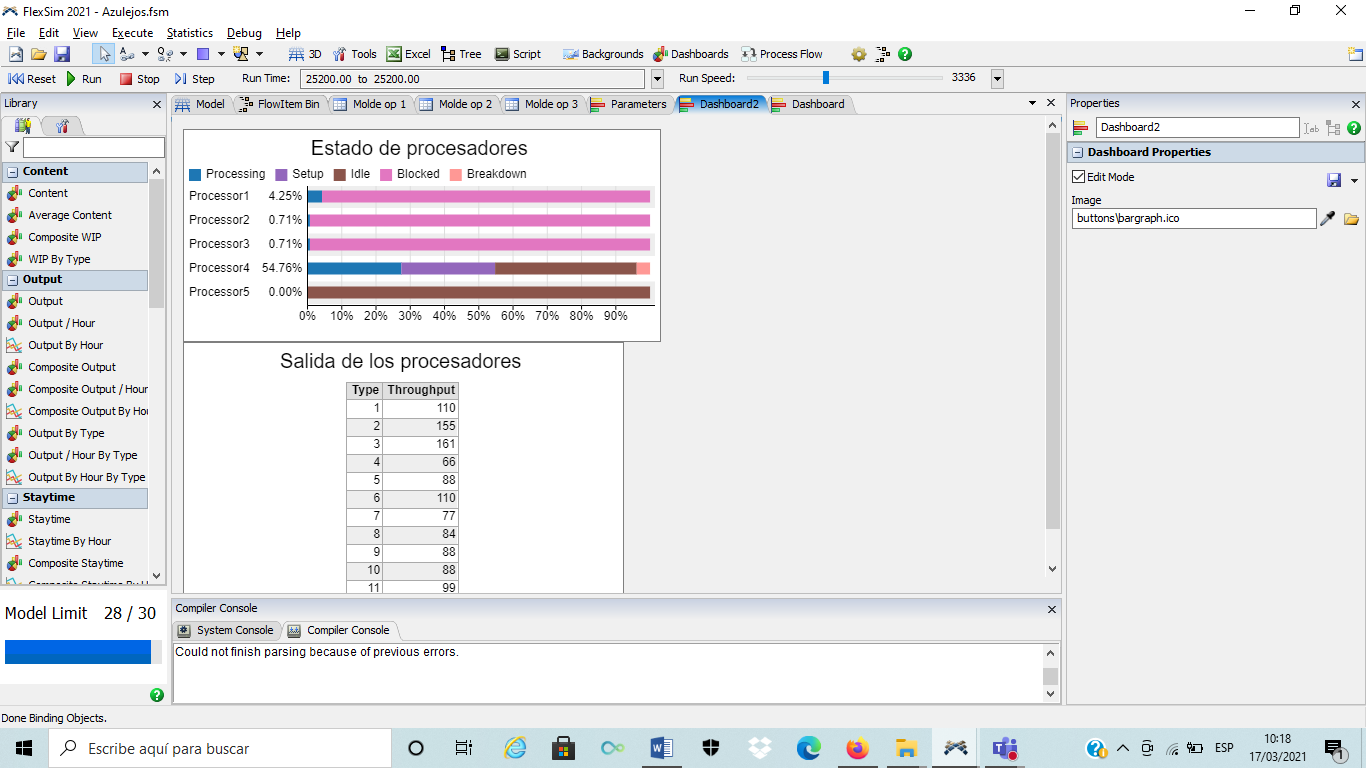 FlexSim 2021 - Azulejos.fsm
File Edit View Execute Statistics Debug Help
3D Tools Excel Tree Script Backgrounds Dashboards Process Flow
Reset Run Stop Step Run Time: 25200.00 to 25200.00 Run Speed: 3336
Library
Model FlowItem Bin Molde op 1 Molde op 2 Molde op 3 Parameters Dashboard2 Dashboard
Properties
Dashboard2
Dashboard Properties
Edit Mode
Image
buttons\bargraph.ico
Content
Content
Average Content
Composite WIP
WIP By Type
Output
Output
Output / Hour
Output By Hour
Composite Output
Composite Output / Hour
Composite Output By Ho
Output By Type
Output / Hour By Type
Output By Hour By Type
Staytime
Staytime
Staytime By Hour
Composite Staytime
Composite Staytime By H
Model Limit 28 / 30
Estado de procesadores
Processing Setup Idle Blocked Breakdown
Processor1 4.25%
Processor2 0.71%
Processor3 0.71%
Processor4 54.76%
Processor5 0.00%
0% 10% 20% 30% 40% 50% 60% 70% 80% 90%
Salida de los procesadores
Type Throughput
1 110
2 155
3 161
4 66
5 88
6 110
7 77
8 84
9 88
10 88
11 99
Compiler Console
System Console Compiler Console
Could not finish parsing because of previous errors.
Done Binding Objects.
Escribe aquí para buscar
ESP
10:18
17/03/2021
1